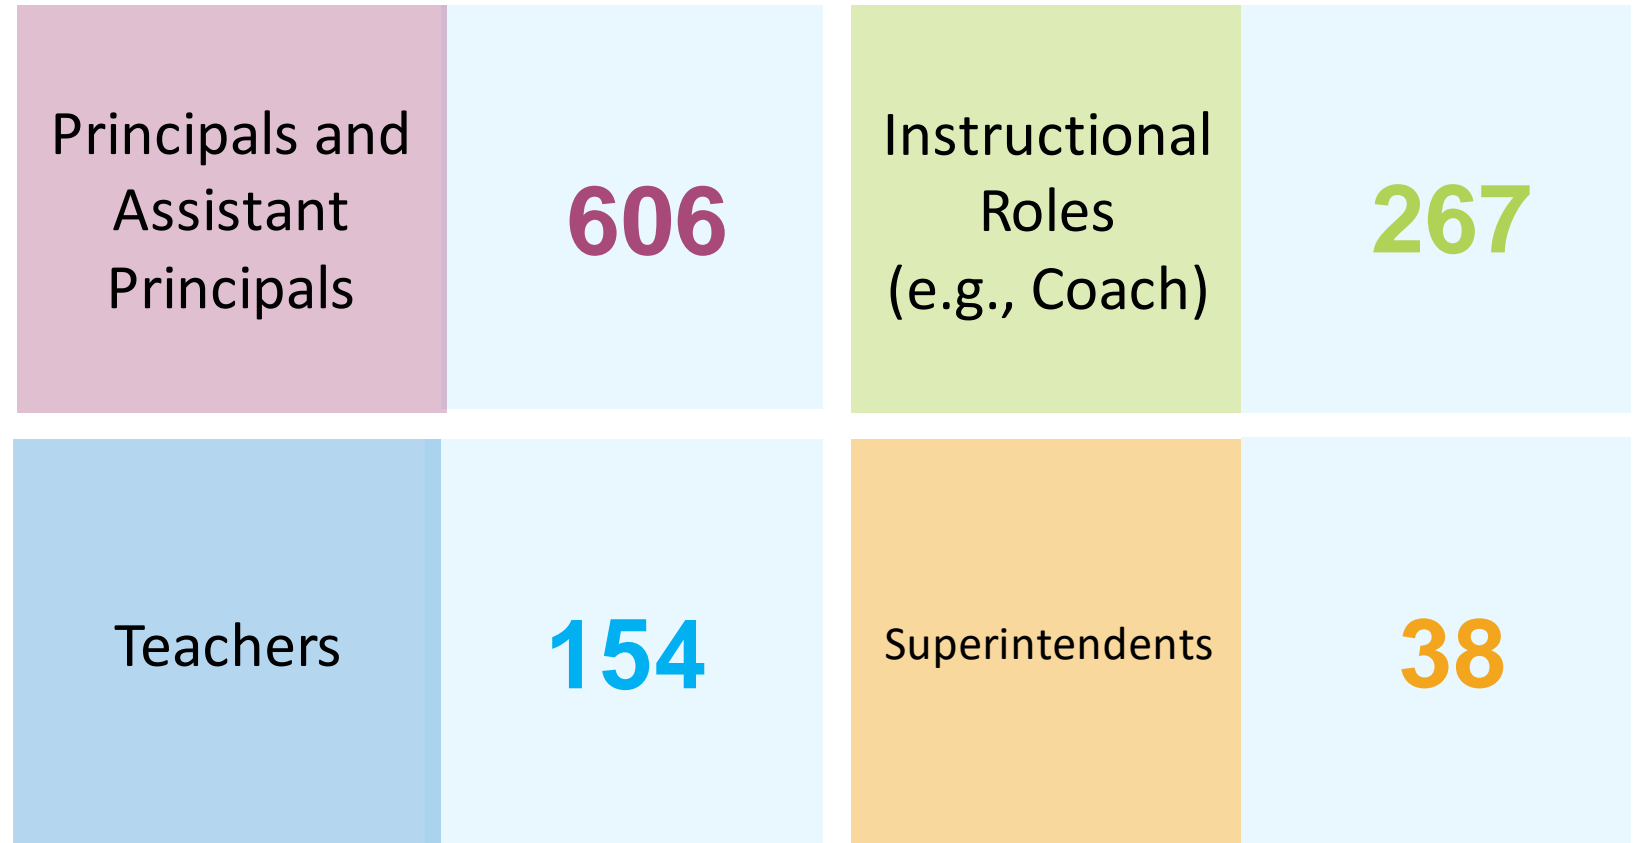 Principals and
Assistant
Principals
606
Instructional
Roles
(e.g., Coach)
267
Teachers
154
Superintendents
38